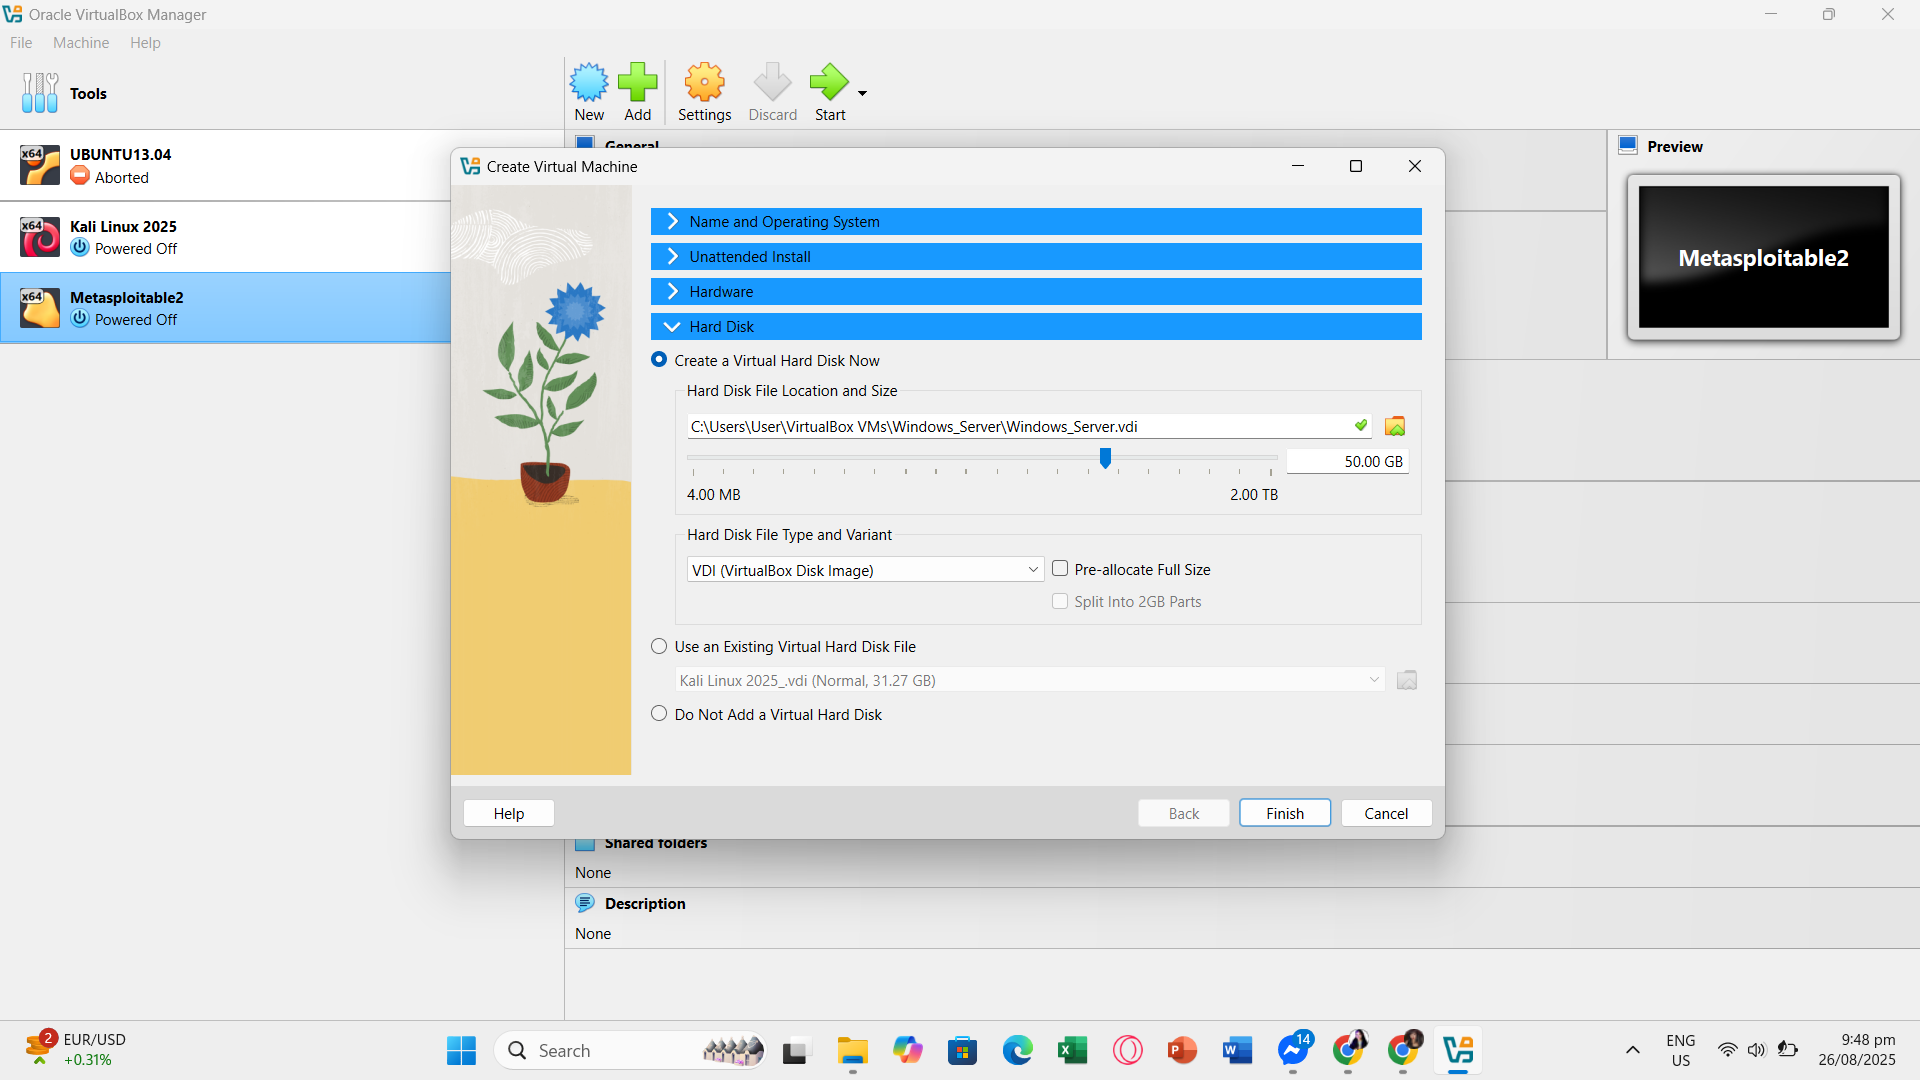 Oracle VirtualBox Manager
File Machine Help
Tools
New Add Settings Discard Start
x64 UBUNTU13.04
Aborted
x64 Kali Linux 2025
Powered Off
x64 Metasploitable2
Powered Off
General
Preview
Metasploitable2
Create Virtual Machine
Name and Operating System
Unattended Install
Hardware
Hard Disk
Create a Virtual Hard Disk Now
Hard Disk File Location and Size
C:\Users\User\VirtualBox VMs\Windows_Server\Windows_Server.vdi
50.00 GB
4.00 MB 2.00 TB
Hard Disk File Type and Variant
VDI (VirtualBox Disk Image) Pre-allocate Full Size
Split Into 2GB Parts
Use an Existing Virtual Hard Disk File
Kali Linux 2025_.vdi (Normal, 31.27 GB)
Do Not Add a Virtual Hard Disk
Help Back Finish Cancel
Shared folders
None
Description
None
2 EUR/USD
+0.31%
Search
14
ENG
US
9:48 pm
26/08/2025